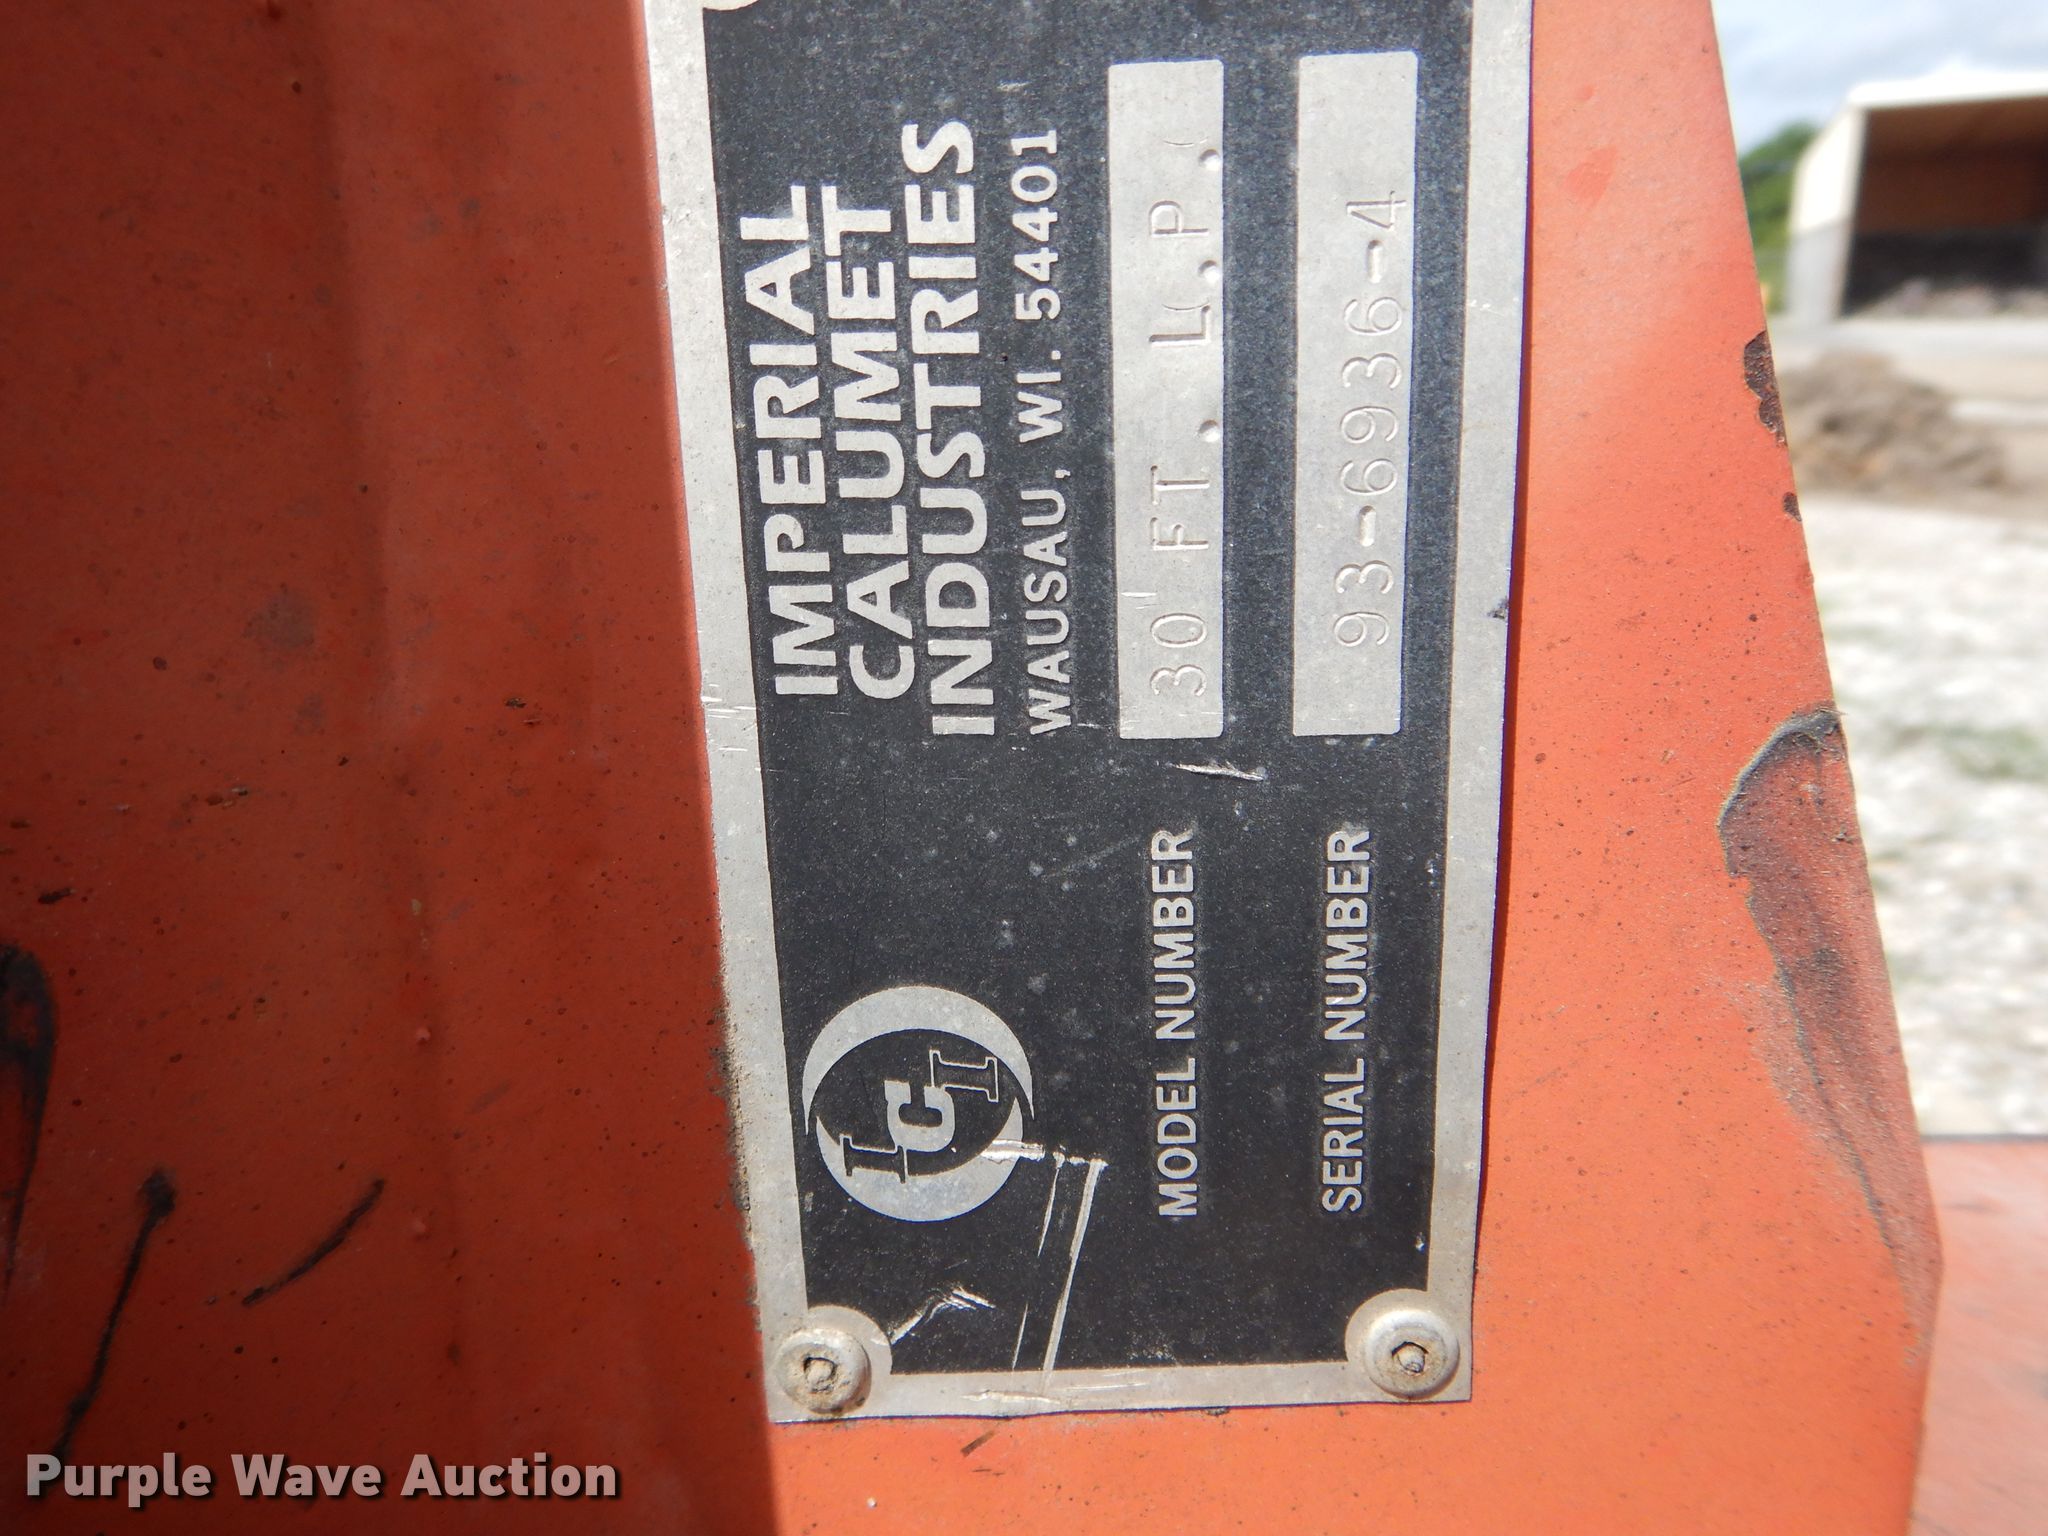 IMPERIAL
CALUMET
INDUSTRIES
WAUSAU, WI. 54401
ICI
MODEL NUMBER 30 FT. L.P.
SERIAL NUMBER 93-6936-4
Purple Wave Auction